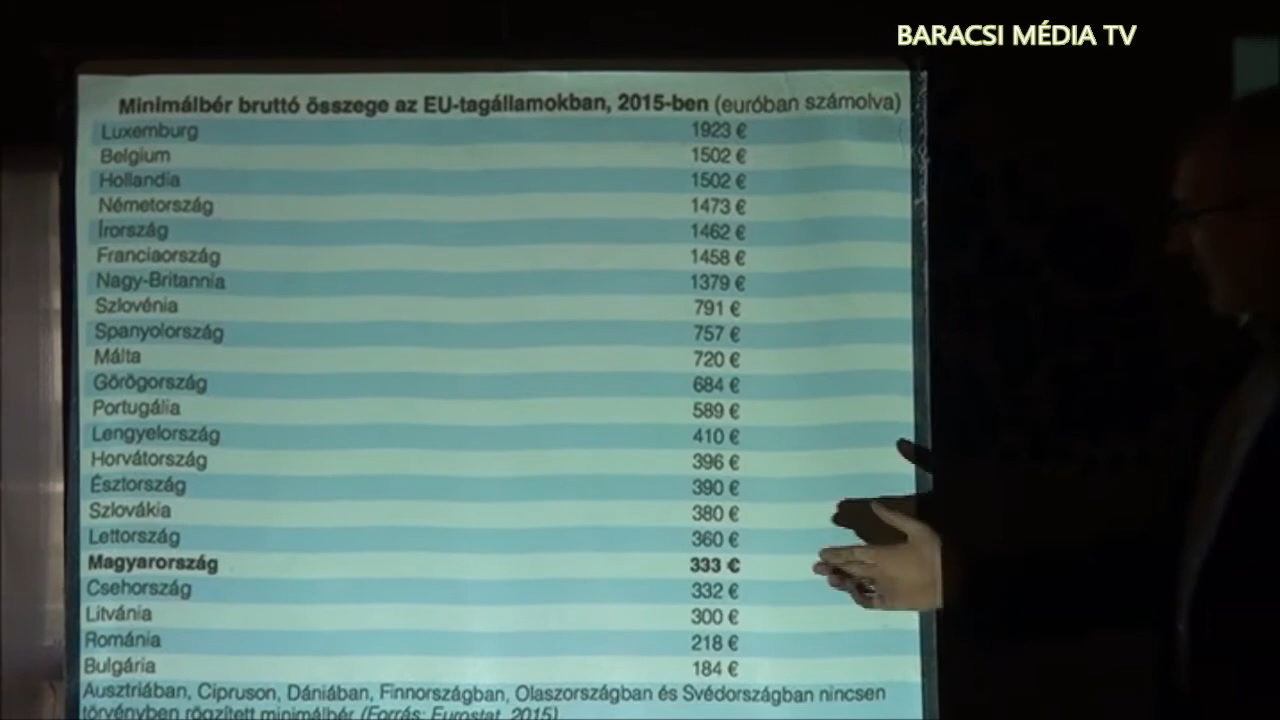 BARACSI MÉDIA TV
Minimálbér bruttó összege az EU-tagállamokban, 2015-ben (euróban számolva)
Luxemburg 1923 €
Belgium 1502 €
Hollandia 1502 €
Németország 1473 €
Írország 1462 €
Franciaország 1458 €
Nagy-Britannia 1379 €
Szlovénia 791 €
Spanyolország 757 €
Málta 720 €
Görögország 684 €
Portugália 589 €
Lengyelország 410 €
Horvátország 396 €
Észtország 390 €
Szlovákia 380 €
Lettország 360 €
Magyarország 333 €
Csehország 332 €
Litvánia 300 €
Románia 218 €
Bulgária 184 €
Ausztriában, Cipruson, Dániában, Finnországban, Olaszországban és Svédországban nincsen
törvényben rögzített minimálbér (Forrás: Eurostat, 2015)